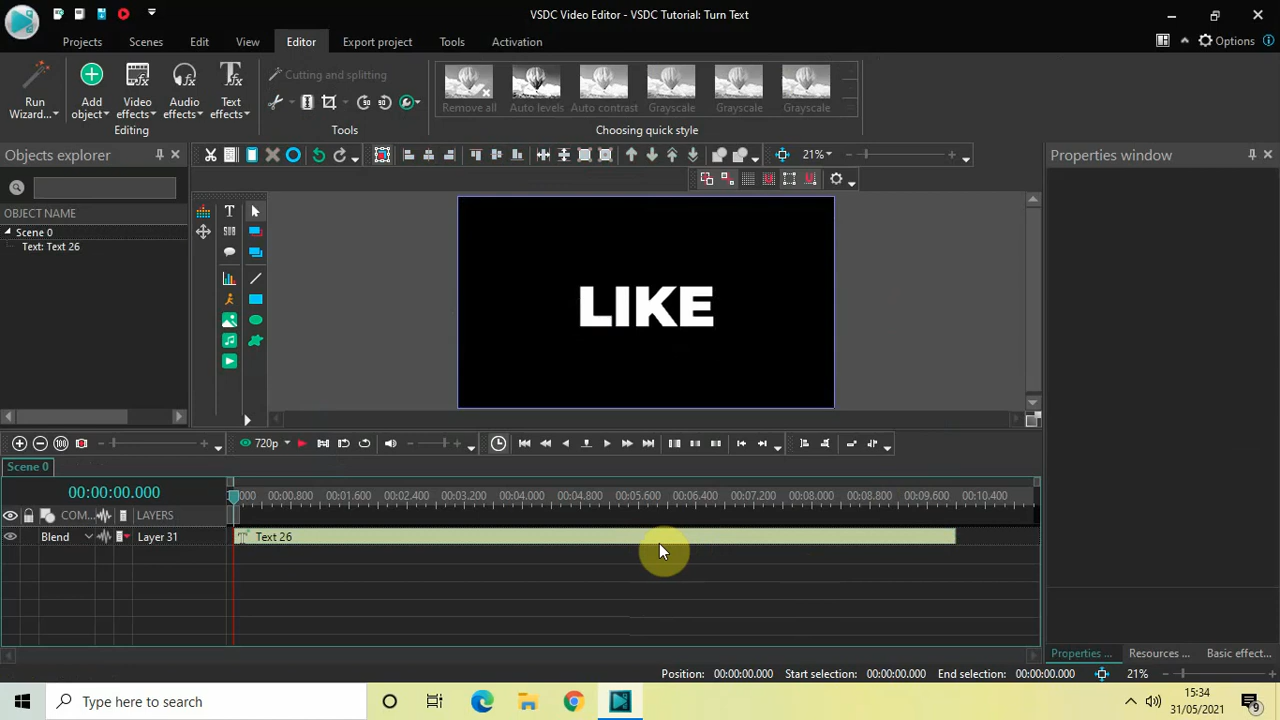 VSDC Video Editor - VSDC Tutorial: Turn Text
Projects Scenes Edit View Editor Export project Tools Activation
Options
Run Wizard...
Add object
Video effects
Audio effects
Text effects
Editing
Cutting and splitting
Tools
Remove all Auto levels Auto contrast Grayscale Grayscale Grayscale
Choosing quick style
Objects explorer
21%
Properties window
OBJECT NAME
Scene 0
Text: Text 26
LIKE
720p
Scene 0
00:00:00.000
000 00:00.800 00:01.600 00:02.400 00:03.200 00:04.000 00:04.800 00:05.600 00:06.400 00:07.200 00:08.000 00:08.800 00:09.600 00:10.400
COM... LAYERS
Blend Layer 31 Text 26
Properties ... Resources ... Basic effect...
Position: 00:00:00.000 Start selection: 00:00:00.000 End selection: 00:00:00.000 21%
Type here to search
15:34
31/05/2021
9